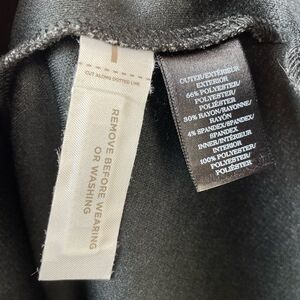 CUT ALONG DOTTED LINE
REMOVE BEFORE WEARING
OR WASHING
OUTER/EXTÉRIEUR/
EXTERIOR
66% POLYESTER/
POLYESTER/
POLIÉSTER
30% RAYON/RAYONNE/
RAYÓN
4% SPANDEX/SPANDEX/
SPANDEX
INNER/INTÉRIEUR/
INTERIOR
100% POLYESTER/
POLYESTER/
POLIÉSTER